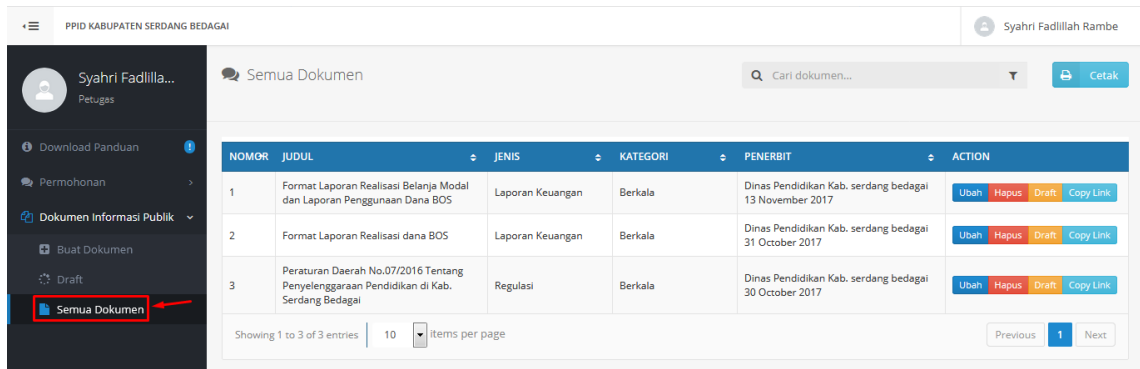 PPID KABUPATEN SERDANG BEDAGAI
Syahri Fadlillah Rambe
Syahri Fadlilla...
Petugas
Download Panduan
Permohonan
Dokumen Informasi Publik
Buat Dokumen
Draft
Semua Dokumen
Semua Dokumen
Cari dokumen...
Cetak
NOMOR JUDUL JENIS KATEGORI PENERBIT ACTION
1 Format Laporan Realisasi Belanja Modal dan Laporan Penggunaan Dana BOS Laporan Keuangan Berkala Dinas Pendidikan Kab. serdang bedagai 13 November 2017 Ubah Hapus Draft Copy Link
2 Format Laporan Realisasi dana BOS Laporan Keuangan Berkala Dinas Pendidikan Kab. serdang bedagai 31 October 2017 Ubah Hapus Draft Copy Link
3 Peraturan Daerah No.07/2016 Tentang Penyelenggaraan Pendidikan di Kab. Serdang Bedagai Regulasi Berkala Dinas Pendidikan Kab. serdang bedagai 30 October 2017 Ubah Hapus Draft Copy Link
Showing 1 to 3 of 3 entries 10 items per page
Previous 1 Next